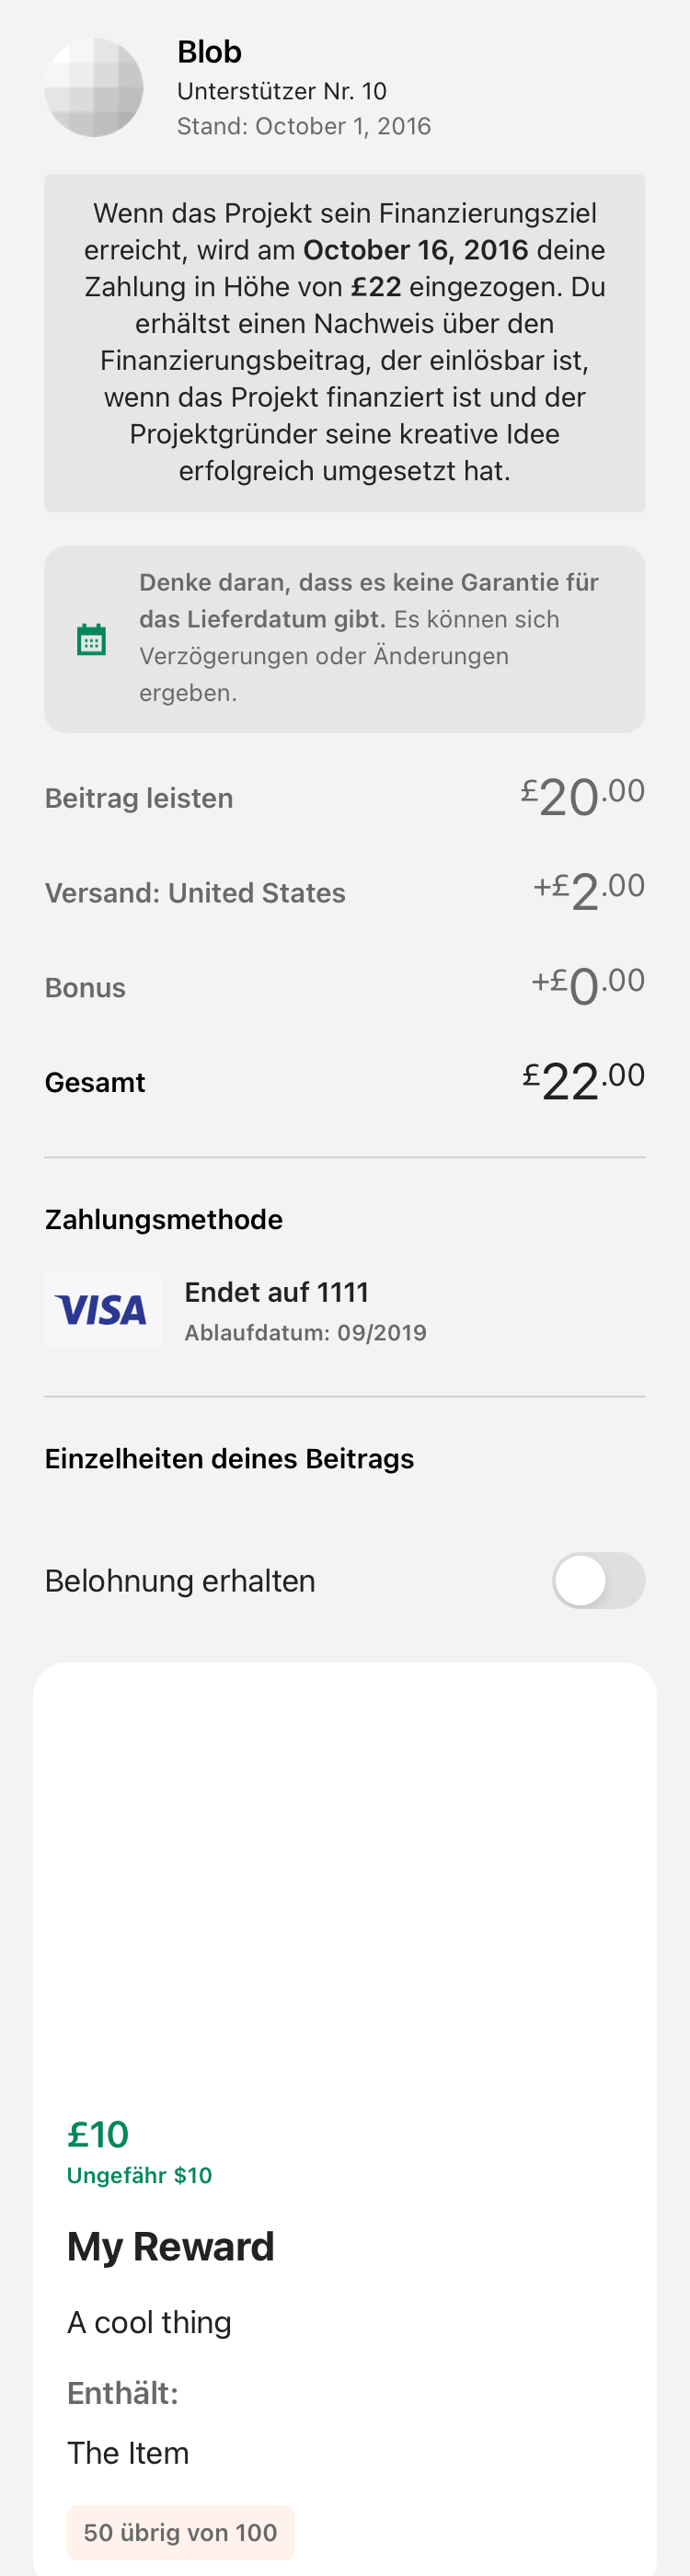 Blob
Unterstützer Nr. 10
Stand: October 1, 2016
Wenn das Projekt sein Finanzierungsziel
erreicht, wird am October 16, 2016 deine
Zahlung in Höhe von £22 eingezogen. Du
erhältst einen Nachweis über den
Finanzierungsbeitrag, der einlösbar ist,
wenn das Projekt finanziert ist und der
Projektgründer seine kreative Idee
erfolgreich umgesetzt hat.
Denke daran, dass es keine Garantie für
das Lieferdatum gibt. Es können sich
Verzögerungen oder Änderungen
ergeben.
Beitrag leisten £20.00
Versand: United States +£2.00
Bonus +£0.00
Gesamt £22.00
Zahlungsmethode
VISA Endet auf 1111
Ablaufdatum: 09/2019
Einzelheiten deines Beitrags
Belohnung erhalten
£10
Ungefähr $10
My Reward
A cool thing
Enthält:
The Item
50 übrig von 100